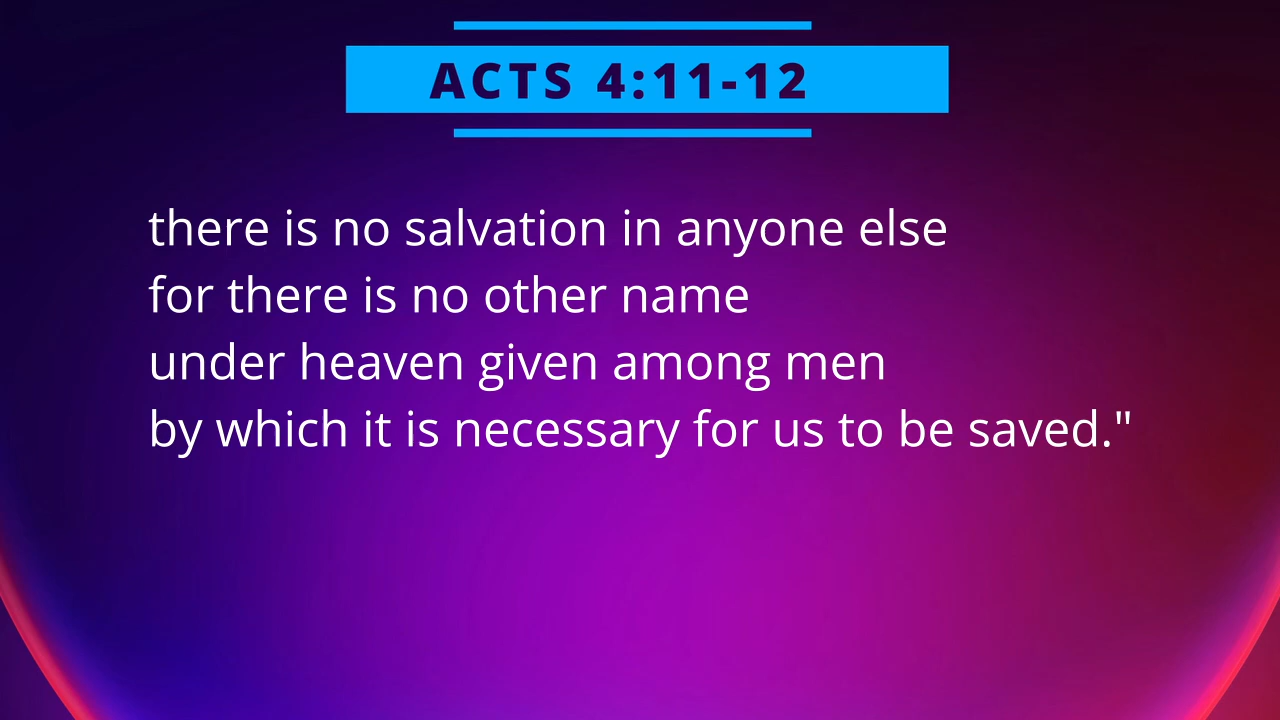 ACTS 4:11-12
there is no salvation in anyone else
for there is no other name
under heaven given among men
by which it is necessary for us to be saved."